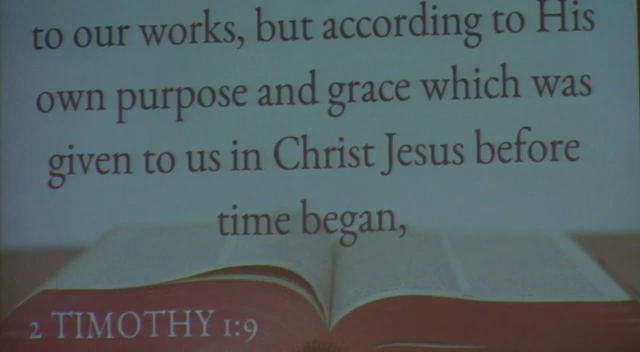 to our works, but according to His
own purpose and grace which was
given to us in Christ Jesus before
time began,
2 TIMOTHY 1:9